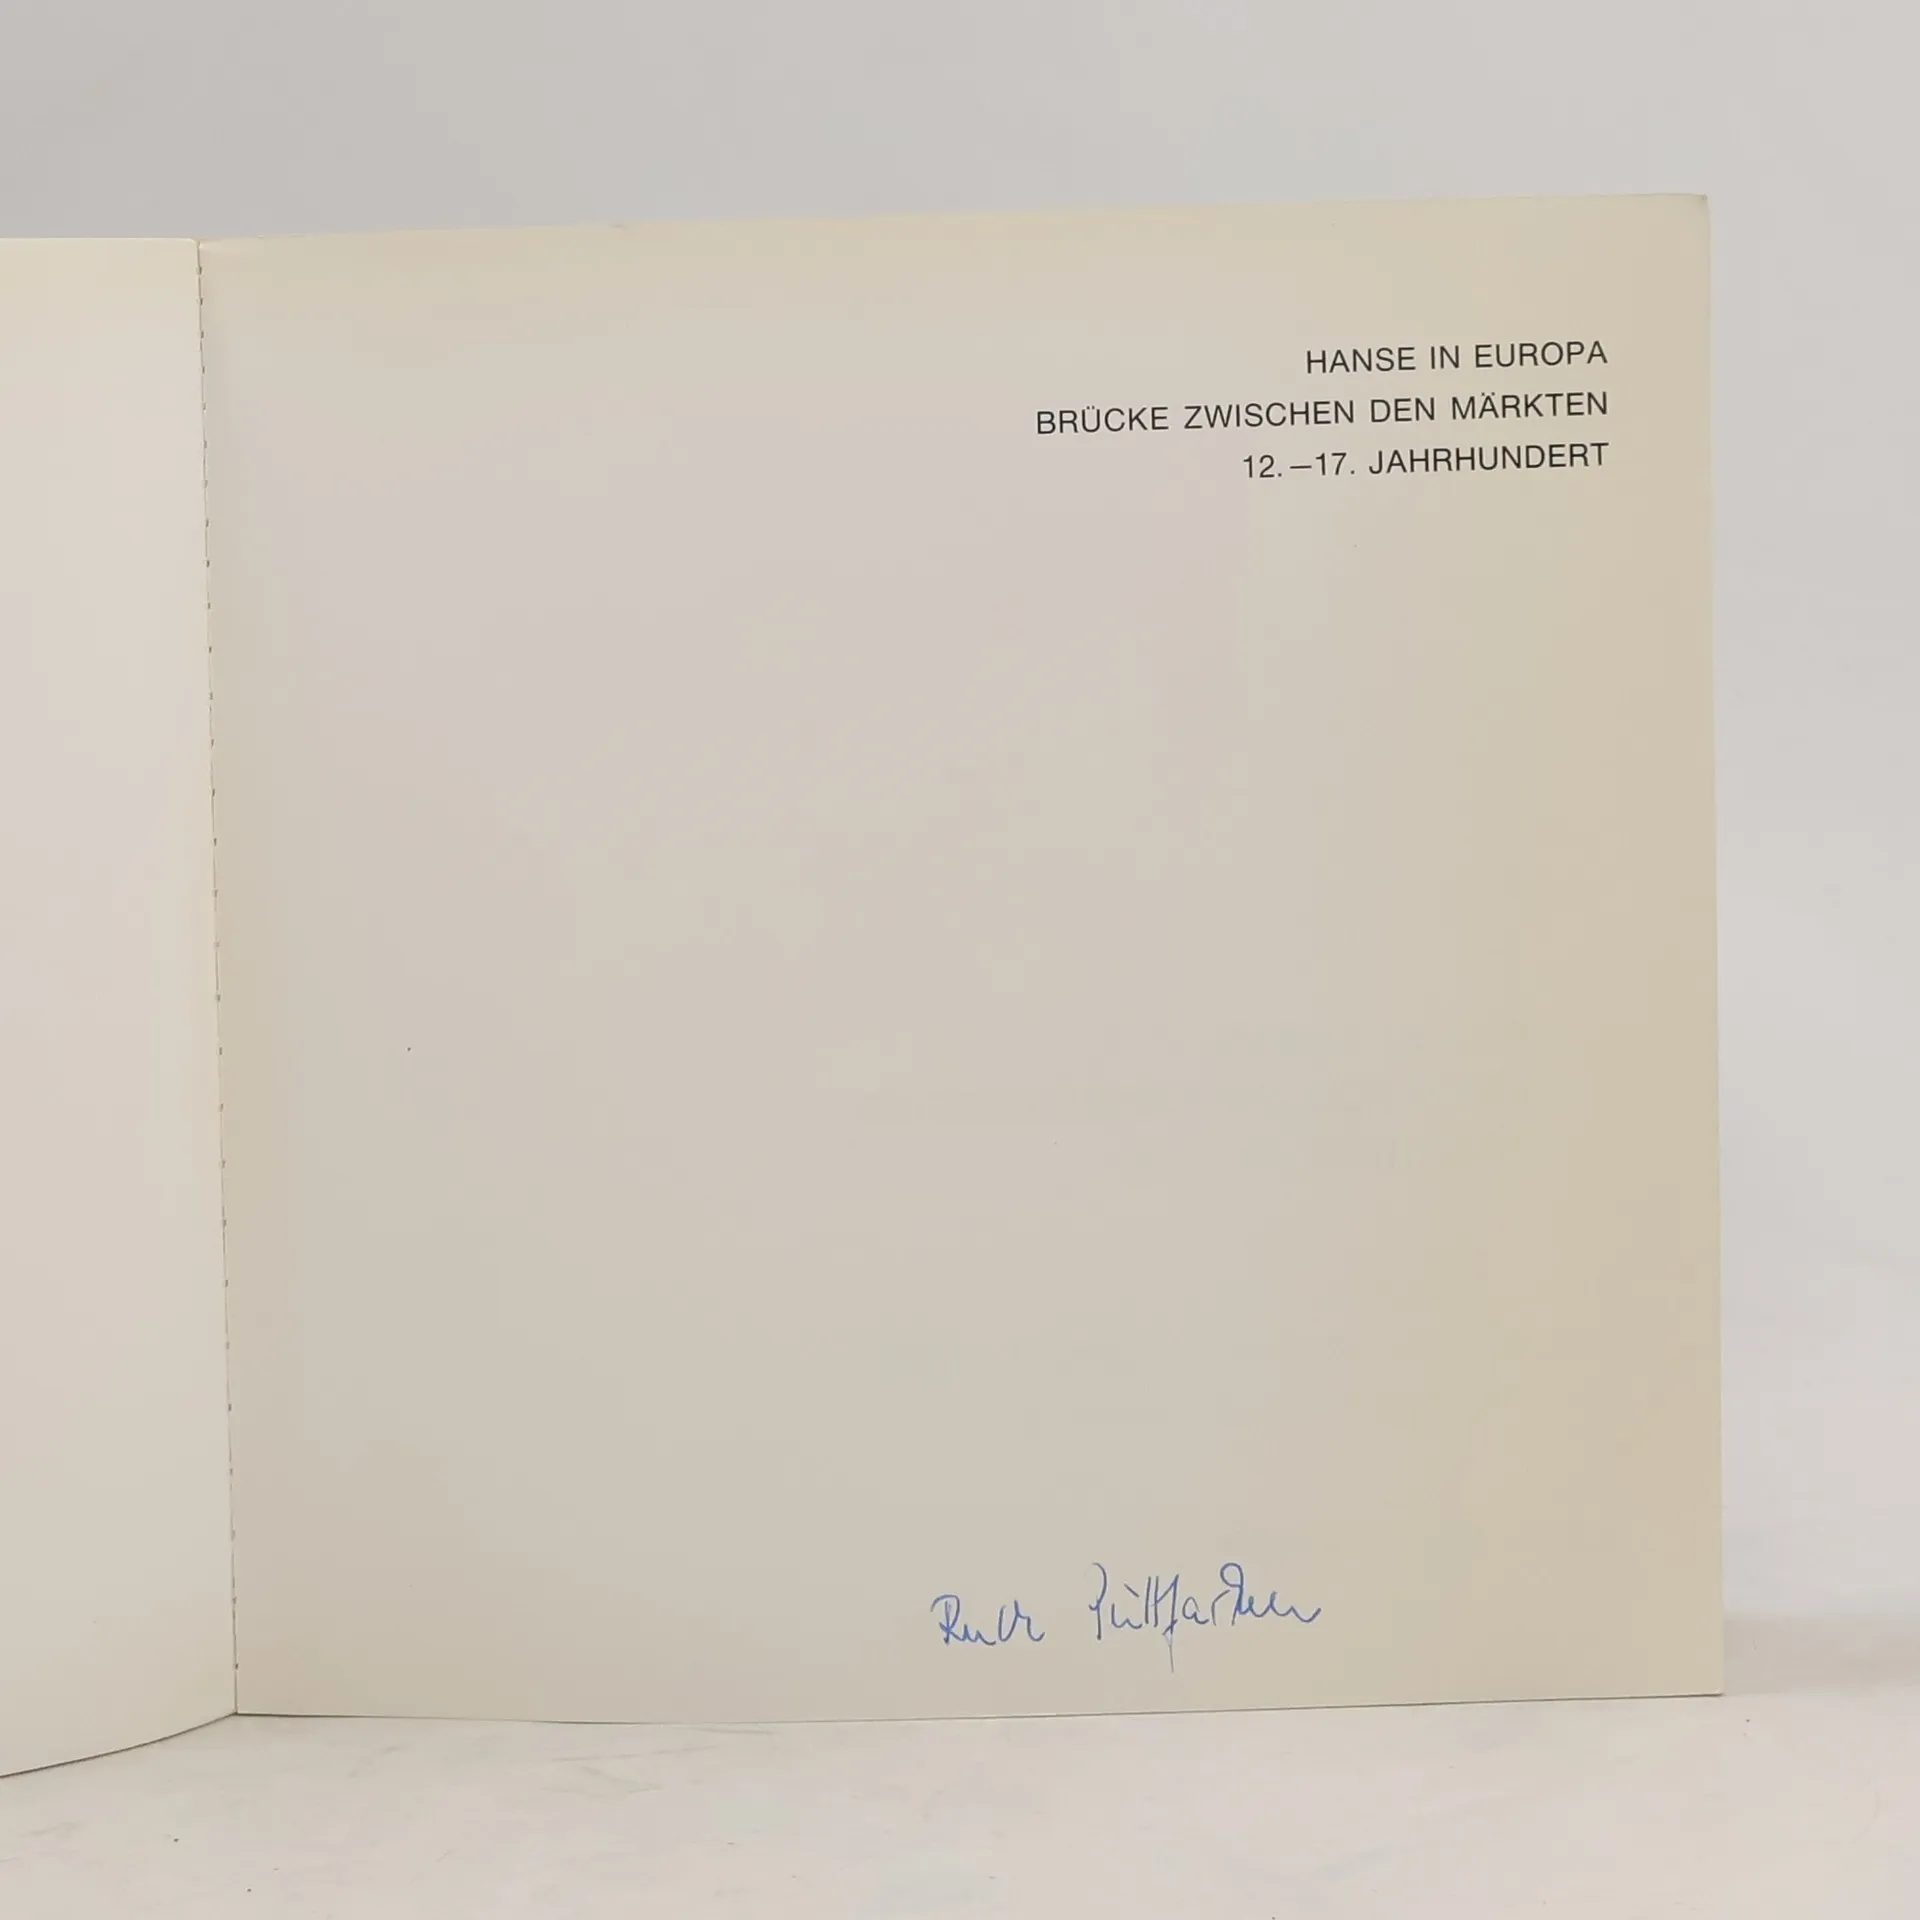 HANSE IN EUROPA
BRÜCKE ZWISCHEN DEN MÄRKTEN
12.–17. JAHRHUNDERT